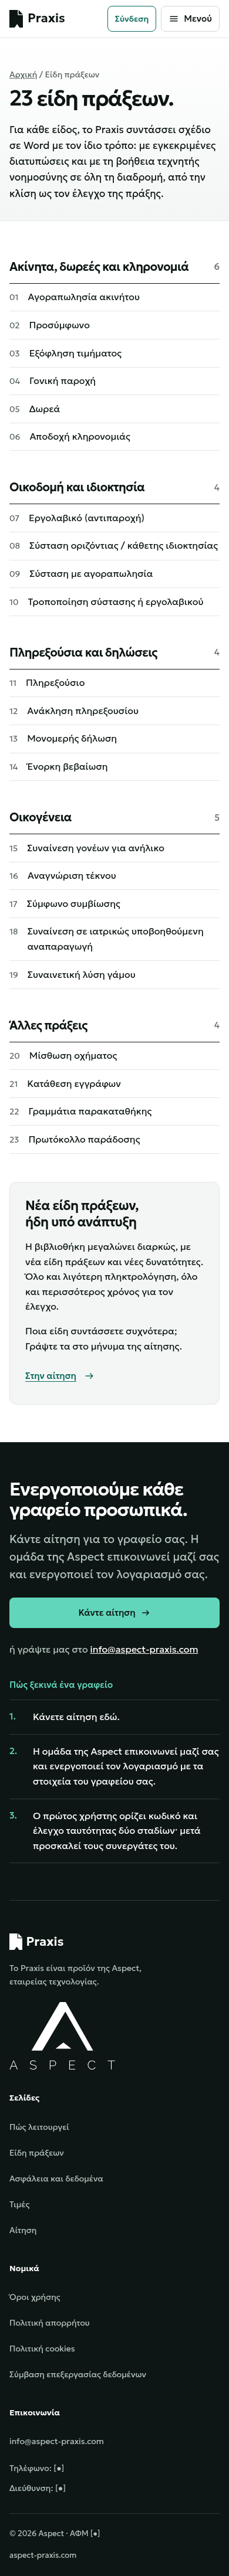 Praxis
Σύνδεση
Μενού
Αρχική / Είδη πράξεων
23 είδη πράξεων.
Για κάθε είδος, το Praxis συντάσσει σχέδιο
σε Word με τον ίδιο τρόπο: με εγκεκριμένες
διατυπώσεις και με τη βοήθεια τεχνητής
νοημοσύνης σε όλη τη διαδρομή, από την
κλίση ως τον έλεγχο της πράξης.
Ακίνητα, δωρεές και κληρονομιά 6
01 Αγοραπωλησία ακινήτου
02 Προσύμφωνο
03 Εξόφληση τιμήματος
04 Γονική παροχή
05 Δωρεά
06 Αποδοχή κληρονομιάς
Οικοδομή και ιδιοκτησία 4
07 Εργολαβικό (αντιπαροχή)
08 Σύσταση οριζόντιας / κάθετης ιδιοκτησίας
09 Σύσταση με αγοραπωλησία
10 Τροποποίηση σύστασης ή εργολαβικού
Πληρεξούσια και δηλώσεις 4
11 Πληρεξούσιο
12 Ανάκληση πληρεξουσίου
13 Μονομερής δήλωση
14 Ένορκη βεβαίωση
Οικογένεια 5
15 Συναίνεση γονέων για ανήλικο
16 Αναγνώριση τέκνου
17 Σύμφωνο συμβίωσης
18 Συναίνεση σε ιατρικώς υποβοηθούμενη
αναπαραγωγή
19 Συναινετική λύση γάμου
Άλλες πράξεις 4
20 Μίσθωση οχήματος
21 Κατάθεση εγγράφων
22 Γραμμάτια παρακαταθήκης
23 Πρωτόκολλο παράδοσης
Νέα είδη πράξεων,
ήδη υπό ανάπτυξη
Η βιβλιοθήκη μεγαλώνει διαρκώς, με
νέα είδη πράξεων και νέες δυνατότητες.
Όλο και λιγότερη πληκτρολόγηση, όλο
και περισσότερος χρόνος για τον
έλεγχο.
Ποια είδη συντάσσετε συχνότερα;
Γράψτε τα στο μήνυμα της αίτησης.
Στην αίτηση →
Ενεργοποιούμε κάθε
γραφείο προσωπικά.
Κάντε αίτηση για το γραφείο σας. Η
ομάδα της Aspect επικοινωνεί μαζί σας
και ενεργοποιεί τον λογαριασμό σας.
Κάντε αίτηση →
ή γράψτε μας στο info@aspect-praxis.com
Πώς ξεκινά ένα γραφείο
1. Κάνετε αίτηση εδώ.
2. Η ομάδα της Aspect επικοινωνεί μαζί σας
και ενεργοποιεί τον λογαριασμό με τα
στοιχεία του γραφείου σας.
3. Ο πρώτος χρήστης ορίζει κωδικό και
έλεγχο ταυτότητας δύο σταδίων· μετά
προσκαλεί τους συνεργάτες του.
Praxis
Το Praxis είναι προϊόν της Aspect,
εταιρείας τεχνολογίας.
ASPECT
Σελίδες
Πώς λειτουργεί
Είδη πράξεων
Ασφάλεια και δεδομένα
Τιμές
Αίτηση
Νομικά
Όροι χρήσης
Πολιτική απορρήτου
Πολιτική cookies
Σύμβαση επεξεργασίας δεδομένων
Επικοινωνία
info@aspect-praxis.com
Τηλέφωνο: [●]
Διεύθυνση: [●]
© 2026 Aspect · ΑΦΜ [●]
aspect-praxis.com